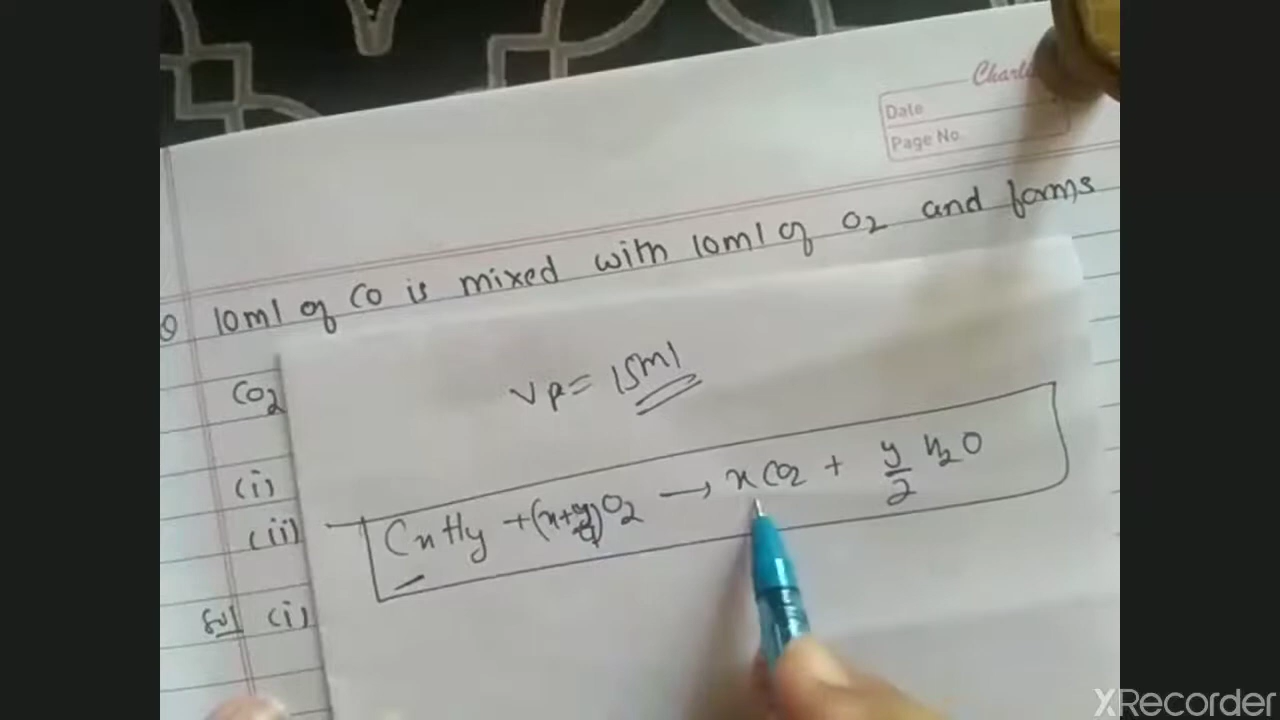 Date
Page No.
Q 10ml of CO is mixed with 10ml of O2 and forms
CO2
VP = 15ml
(i)
(ii)
CxHy + (x+y/4)O2 → xCO2 + y/2 H2O
Sol (i)
XRecorder